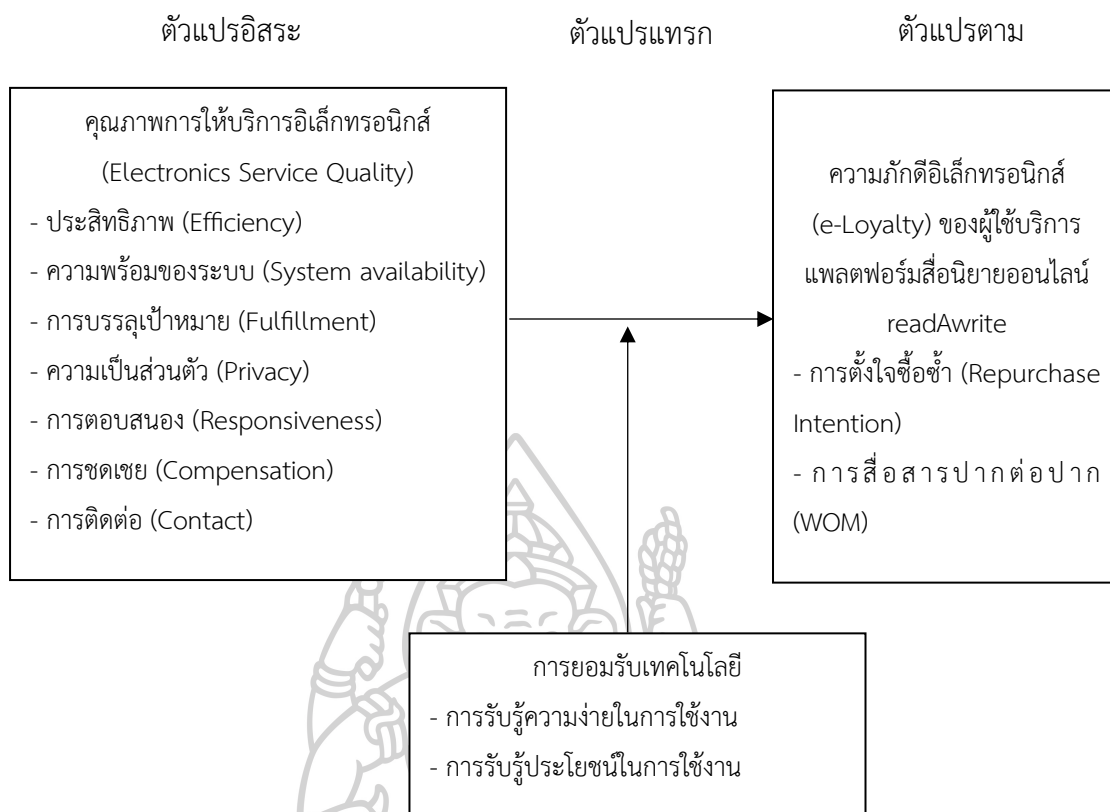 ตัวแปรอิสระ
ตัวแปรแทรก
ตัวแปรตาม
คุณภาพการให้บริการอิเล็กทรอนิกส์
(Electronics Service Quality)
- ประสิทธิภาพ (Efficiency)
- ความพร้อมของระบบ (System availability)
- การบรรลุเป้าหมาย (Fulfillment)
- ความเป็นส่วนตัว (Privacy)
- การตอบสนอง (Responsiveness)
- การชดเชย (Compensation)
- การติดต่อ (Contact)
ความภักดีอิเล็กทรอนิกส์
(e-Loyalty) ของผู้ใช้บริการ
แพลตฟอร์มสื่อนิยายออนไลน์
readAwrite
- การตั้งใจซื้อซ้ำ (Repurchase
Intention)
- การสื่อสารปากต่อปาก
(WOM)
การยอมรับเทคโนโลยี
- การรับรู้ความง่ายในการใช้งาน
- การรับรู้ประโยชน์ในการใช้งาน